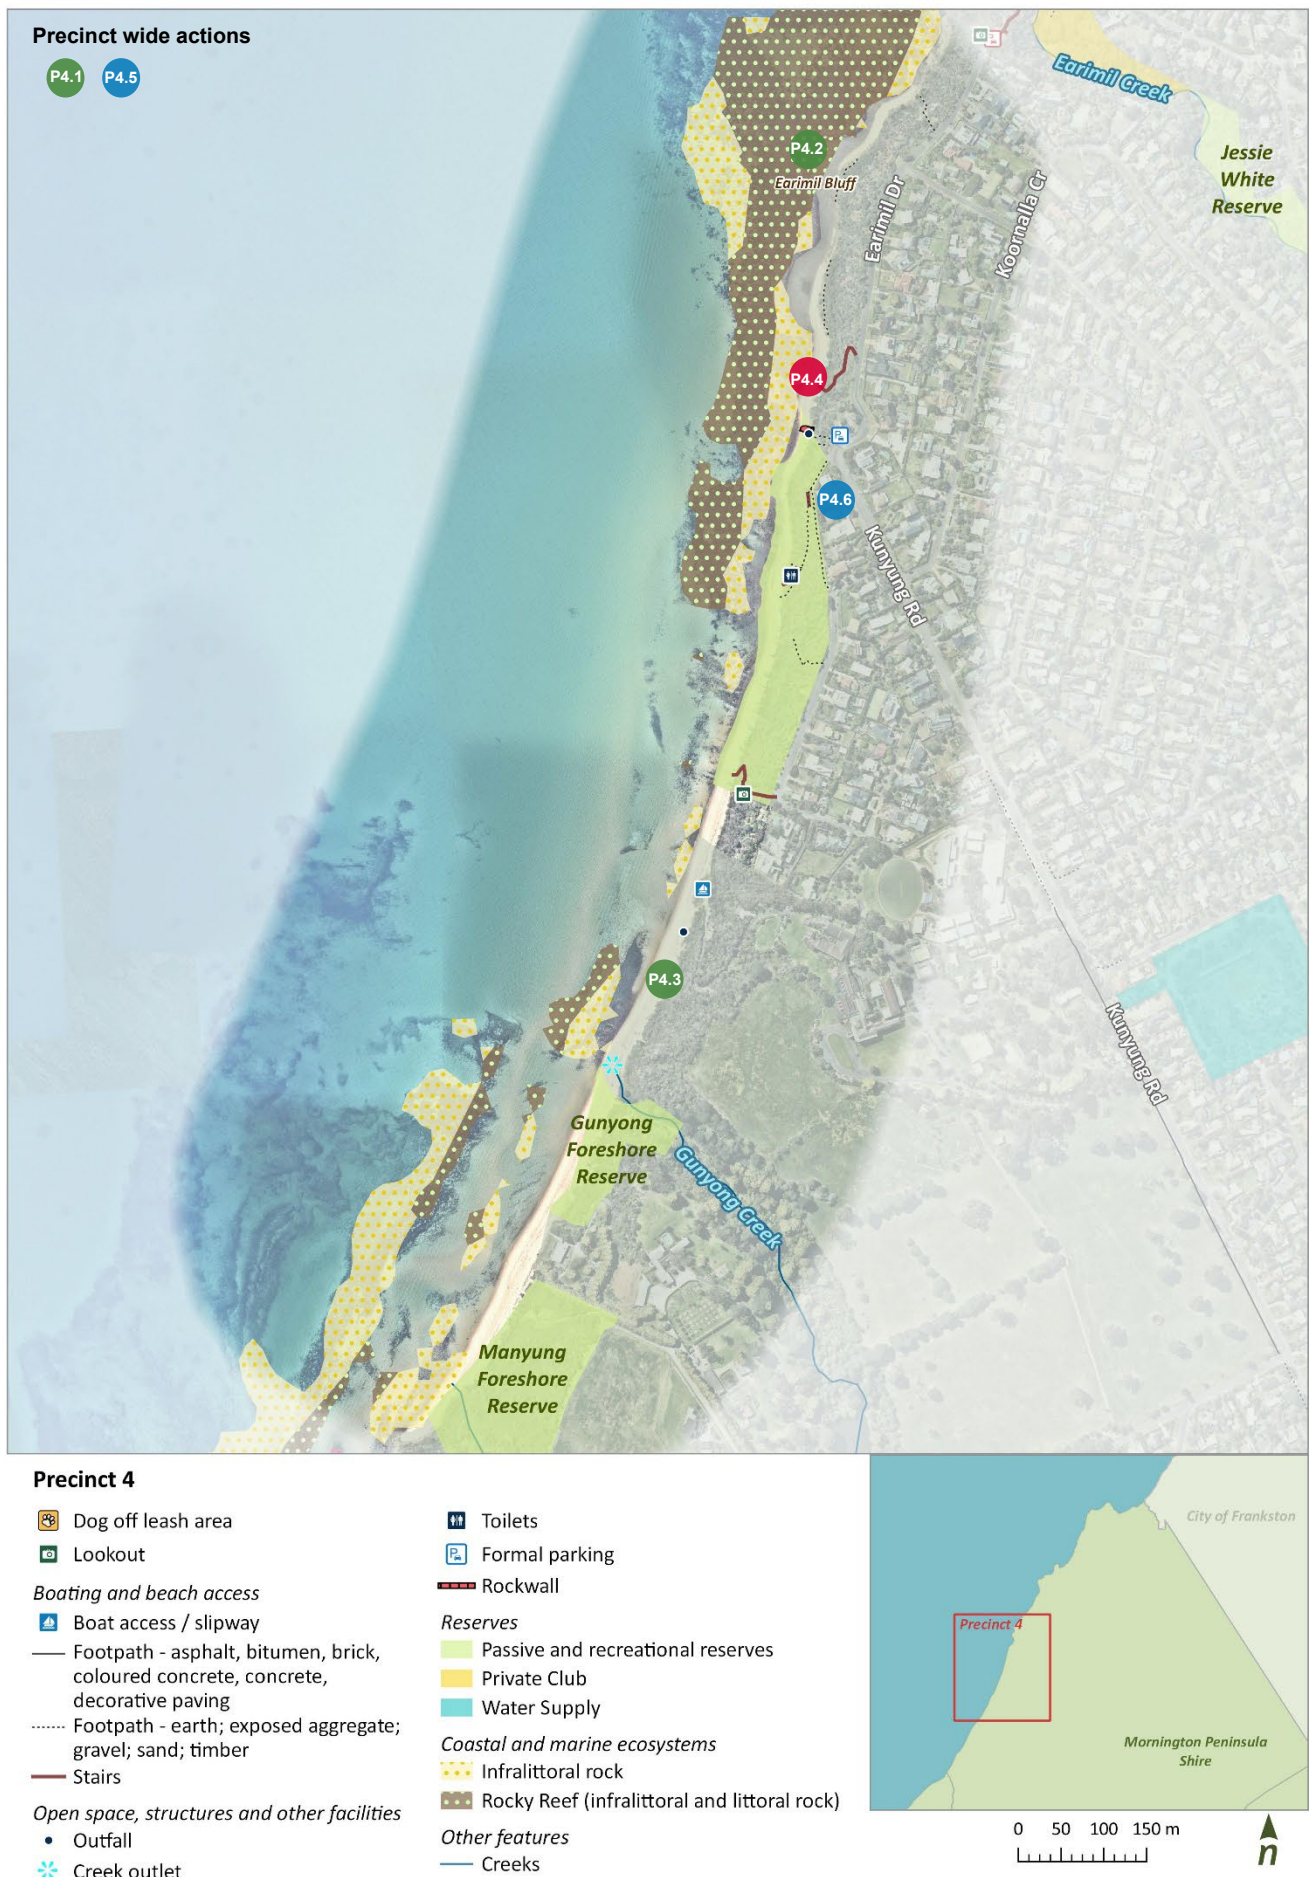 Precinct wide actions
P4.1
P4.5
Earimil Creek
P4.2
Earimil Bluff
Jessie
White
Reserve
Earimil Dr
Koornalla Cr
P4.4
P
P4.6
Kunyung Rd
P4.3
Kunyung Rd
Gunyong
Foreshore
Reserve
Gunyong Creek
Manyung
Foreshore
Reserve
Precinct 4
Dog off leash area
Lookout
Boating and beach access
Boat access / slipway
Footpath - asphalt, bitumen, brick,
coloured concrete, concrete,
decorative paving
Footpath - earth; exposed aggregate;
gravel; sand; timber
Stairs
Open space, structures and other facilities
Outfall
Creek outlet
Toilets
P
Formal parking
Rockwall
Reserves
Passive and recreational reserves
Private Club
Water Supply
Coastal and marine ecosystems
Infralittoral rock
Rocky Reef (infralittoral and littoral rock)
Other features
Creeks
City of Frankston
Precinct 4
Mornington Peninsula
Shire
0 50 100 150 m
n